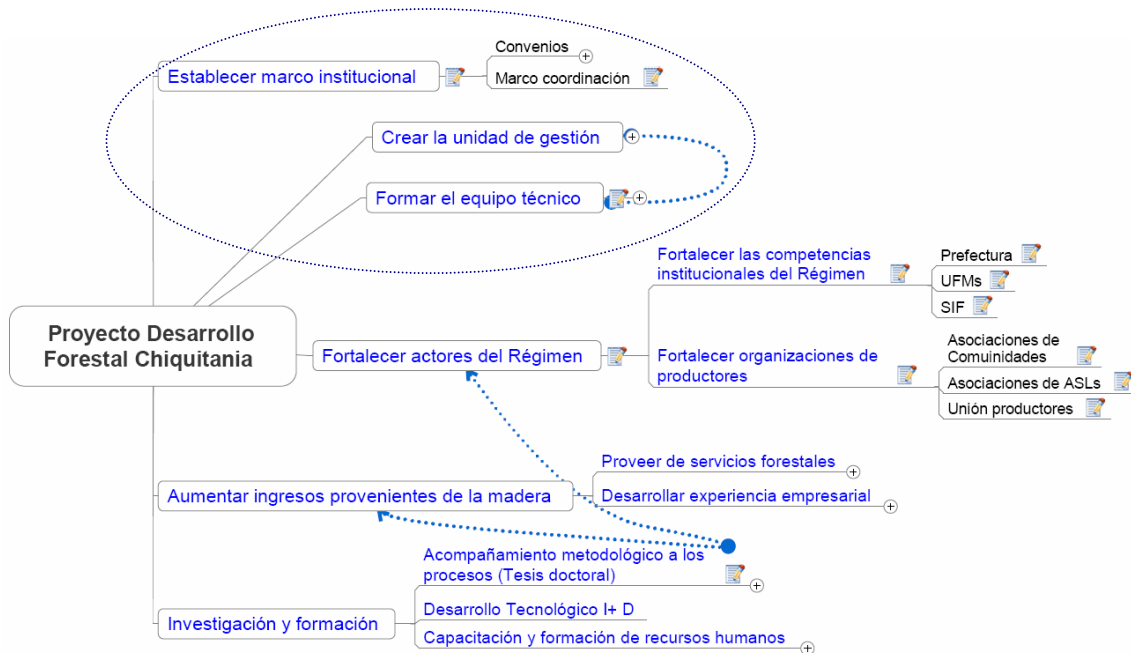 Convenios
Establecer marco institucional
Marco coordinación
Crear la unidad de gestión
Formar el equipo técnico
Fortalecer las competencias
institucionales del Régimen
Prefectura
UFMs
SIF
Proyecto Desarrollo
Forestal Chiquitania
Fortalecer actores del Régimen
Fortalecer organizaciones de
productores
Asociaciones de
Comuinidades
Asociaciones de ASLs
Unión productores
Aumentar ingresos provenientes de la madera
Proveer de servicios forestales
Desarrollar experiencia empresarial
Investigación y formación
Acompañamiento metodológico a los
procesos (Tesis doctoral)
Desarrollo Tecnológico I+ D
Capacitación y formación de recursos humanos